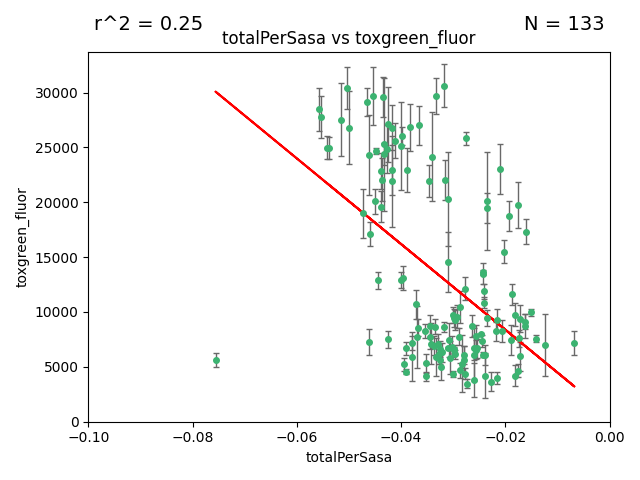 r^2 = 0.25
N = 133
totalPerSasa vs toxgreen_fluor
toxgreen_fluor
30000
25000
20000
15000
10000
5000
0
−0.10
−0.08
−0.06
−0.04
−0.02
0.00
totalPerSasa